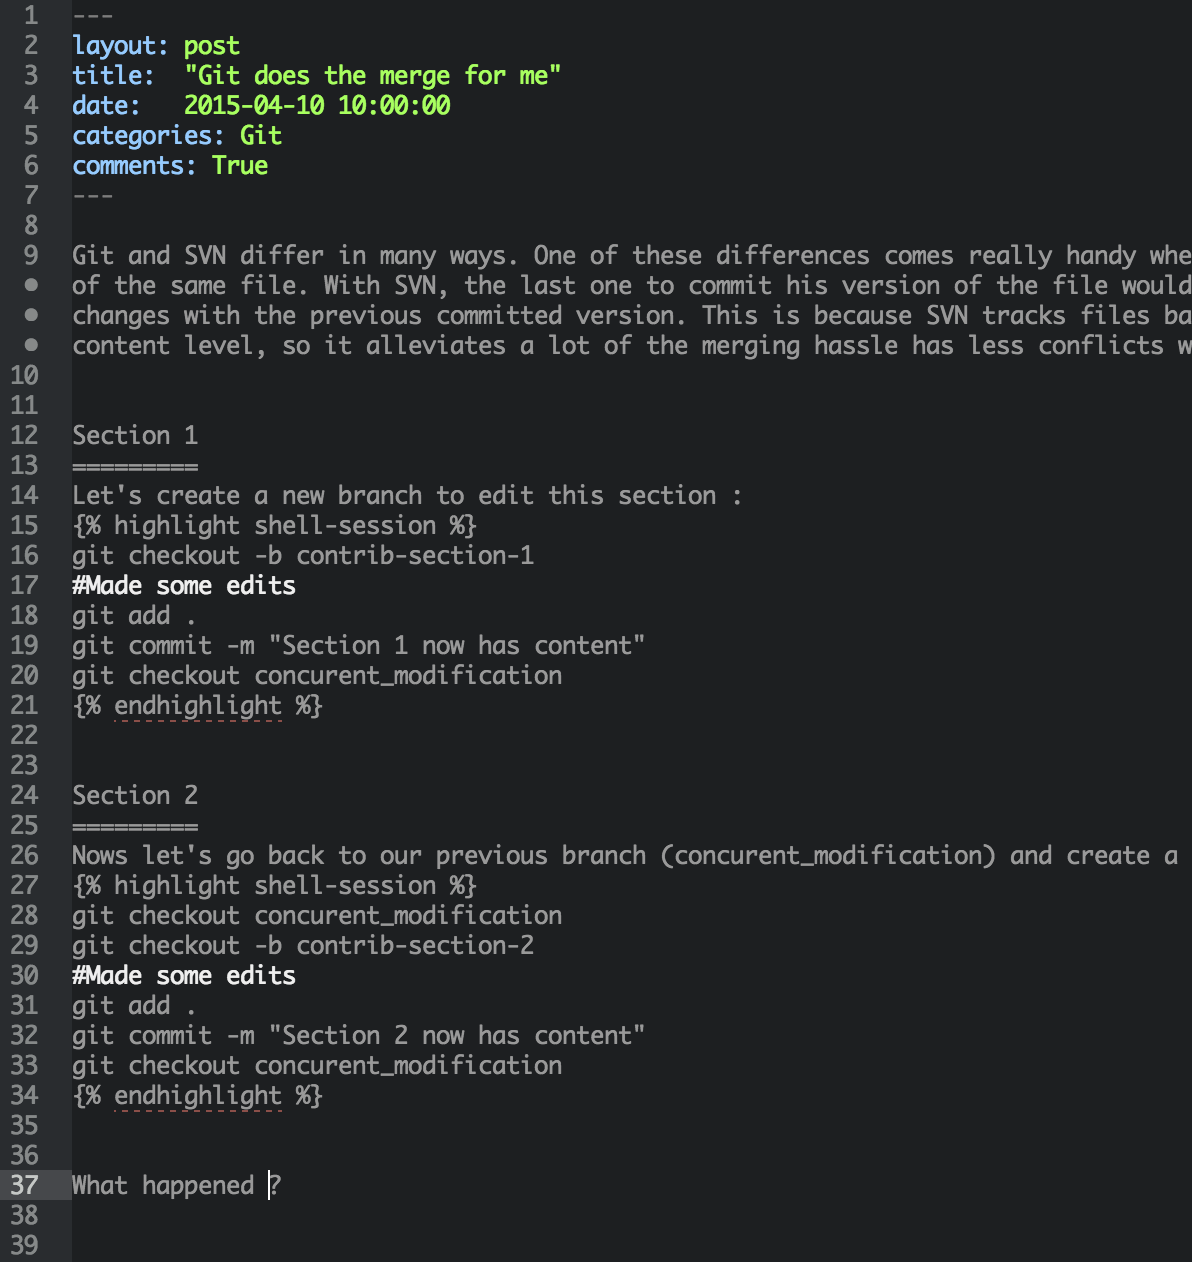 1 ---
2 layout: post
3 title:  "Git does the merge for me"
4 date:   2015-04-10 10:00:00
5 categories: Git
6 comments: True
7 ---
8
9 Git and SVN differ in many ways. One of these differences comes really handy whe
• of the same file. With SVN, the last one to commit his version of the file would
• changes with the previous committed version. This is because SVN tracks files ba
• content level, so it alleviates a lot of the merging hassle has less conflicts w
10
11
12 Section 1
13 =========
14 Let's create a new branch to edit this section :
15 {% highlight shell-session %}
16 git checkout -b contrib-section-1
17 #Made some edits
18 git add .
19 git commit -m "Section 1 now has content"
20 git checkout concurent_modification
21 {% endhighlight %}
22
23
24 Section 2
25 =========
26 Nows let's go back to our previous branch (concurent_modification) and create a
27 {% highlight shell-session %}
28 git checkout concurent_modification
29 git checkout -b contrib-section-2
30 #Made some edits
31 git add .
32 git commit -m "Section 2 now has content"
33 git checkout concurent_modification
34 {% endhighlight %}
35
36
37 What happened ?
38
39